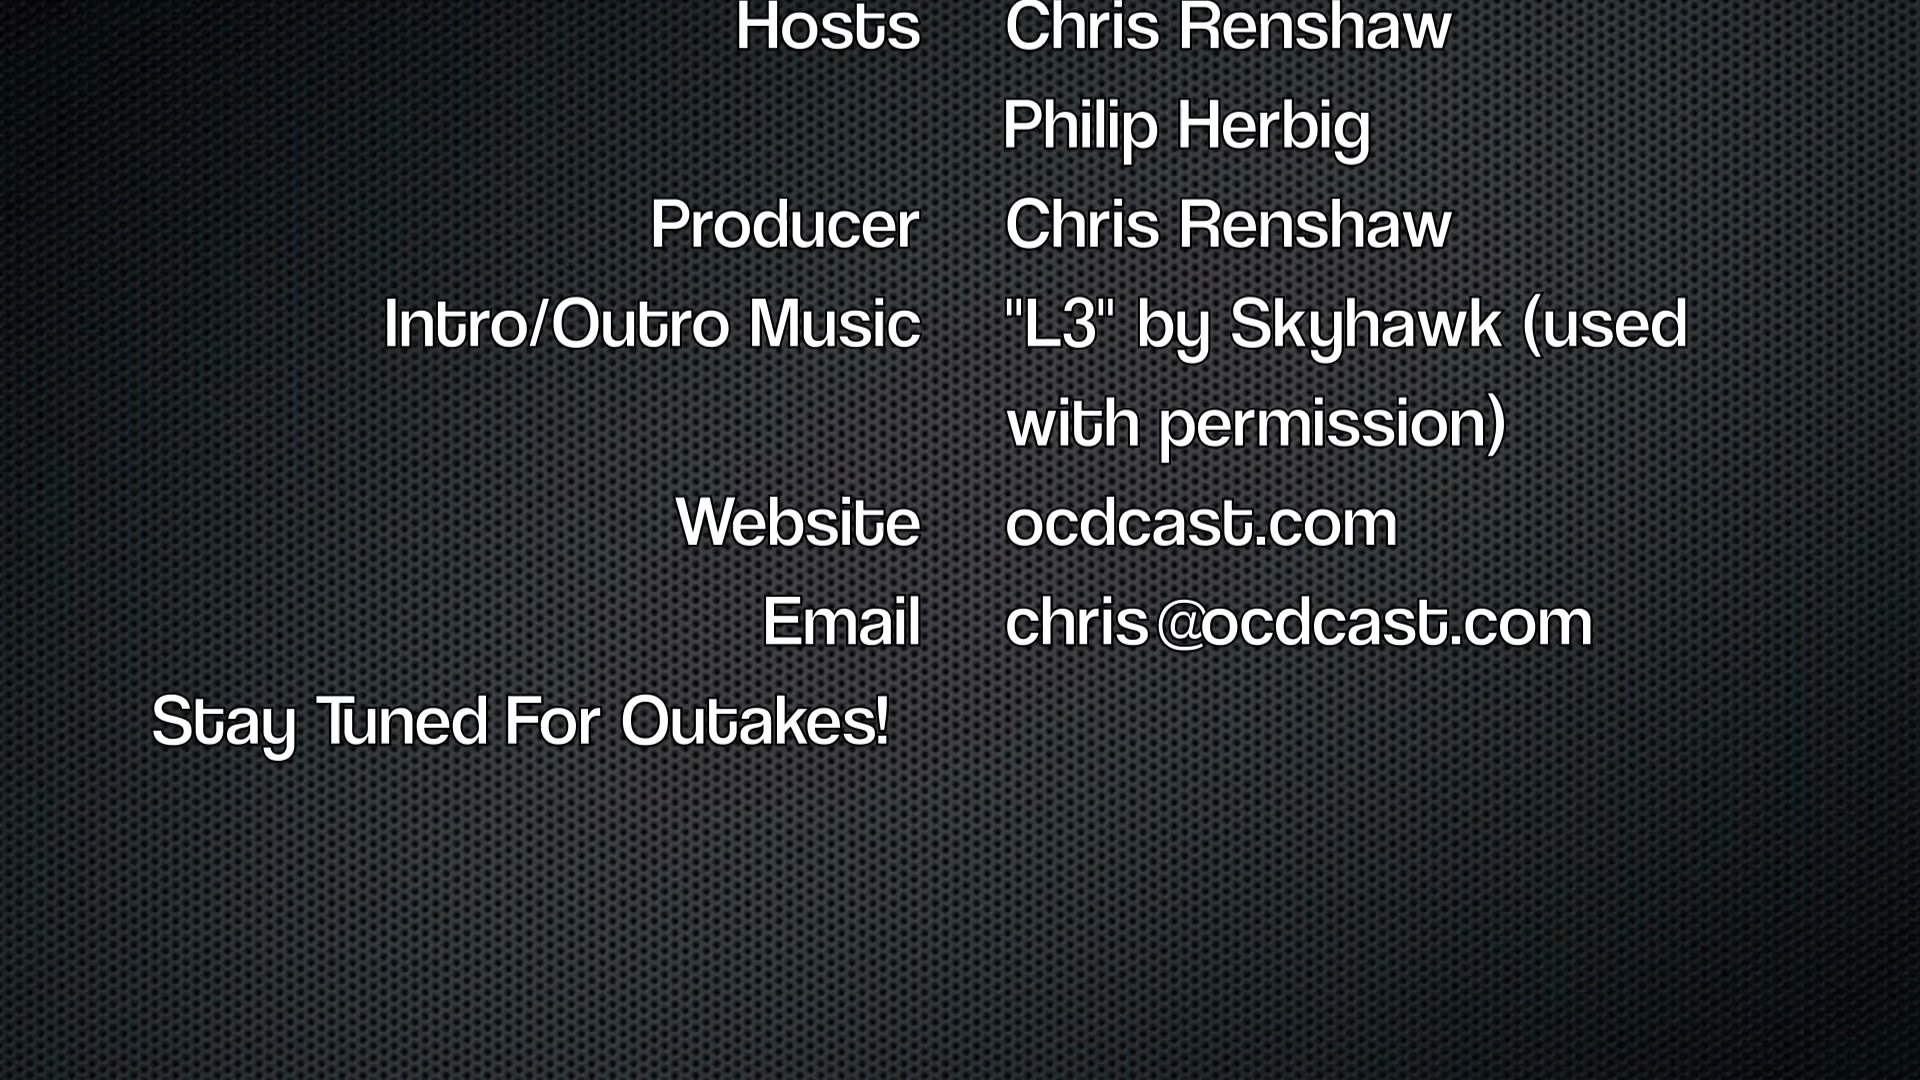 Hosts Chris Renshaw
Philip Herbig
Producer Chris Renshaw
Intro/Outro Music "L3" by Skyhawk (used
with permission)
Website ocdcast.com
Email chris@ocdcast.com
Stay Tuned For Outakes!